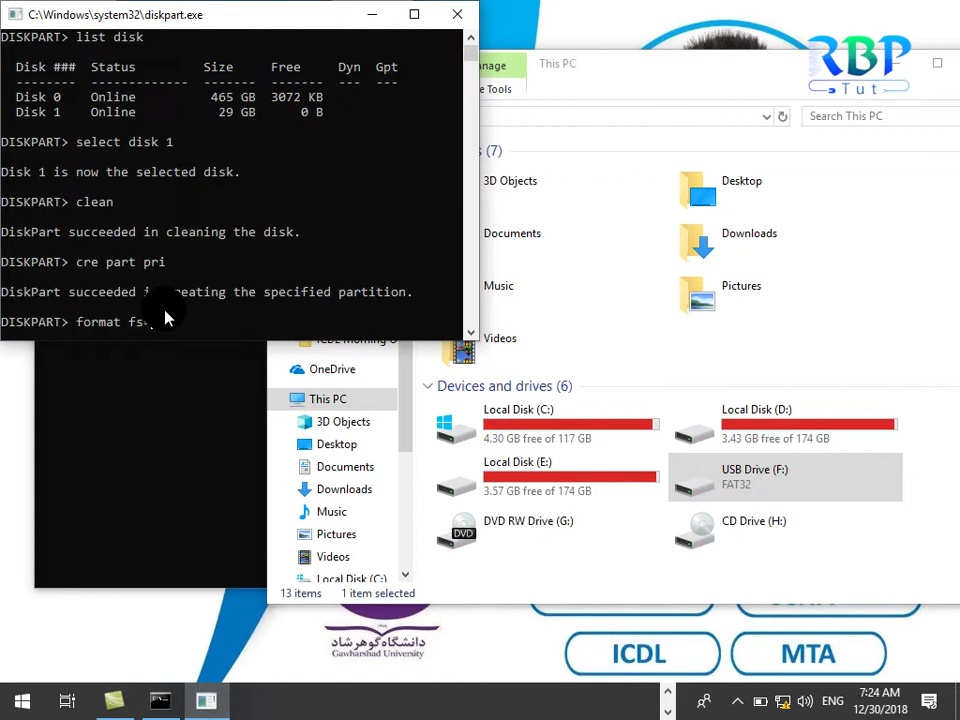 C:\Windows\system32\diskpart.exe
DISKPART> list disk
Disk ### Status Size Free Dyn Gpt
-------- ------------- ------- ------- --- ---
Disk 0 Online 465 GB 3072 KB
Disk 1 Online 29 GB 0 B
DISKPART> select disk 1
Disk 1 is now the selected disk.
DISKPART> clean
DiskPart succeeded in cleaning the disk.
DISKPART> cre part pri
DiskPart succeeded in creating the specified partition.
DISKPART> format fs
This PC
RBP
Tut
Search This PC
(7)
3D Objects
Desktop
Documents
Downloads
Music
Pictures
Videos
OneDrive
This PC
3D Objects
Desktop
Documents
Downloads
Music
Pictures
Videos
Local Disk (C:)
Devices and drives (6)
Local Disk (C:)
4.30 GB free of 117 GB
Local Disk (D:)
3.43 GB free of 174 GB
Local Disk (E:)
3.57 GB free of 174 GB
USB Drive (F:)
FAT32
DVD RW Drive (G:)
DVD
CD Drive (H:)
13 items
1 item selected
دانشگاه گوهرشاد
Gawharshad University
ICDL
MTA
ENG
7:24 AM
12/30/2018